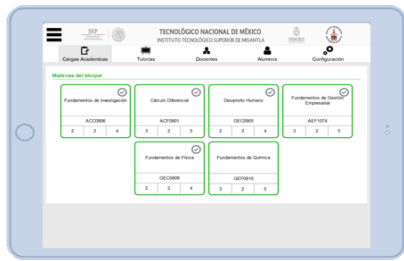 SEP
TECNOLÓGICO NACIONAL DE MÉXICO
INSTITUTO TECNOLÓGICO SUPERIOR DE MISANTLA
Cargas Academicas Tutorias Docentes Alumnos Configuración
Materias del bloque
Fundamentos de Investigación
ACC0906
2 2 4
Cálculo Diferencial
ACF0901
3 2 5
Desarrollo Humano
GEC0905
2 2 4
Fundamentos de Gestión
Empresarial
AEF1074
3 2 5
Fundamentos de Física
GEC0909
2 2 4
Fundamentos de Química
GEF0910
3 2 5